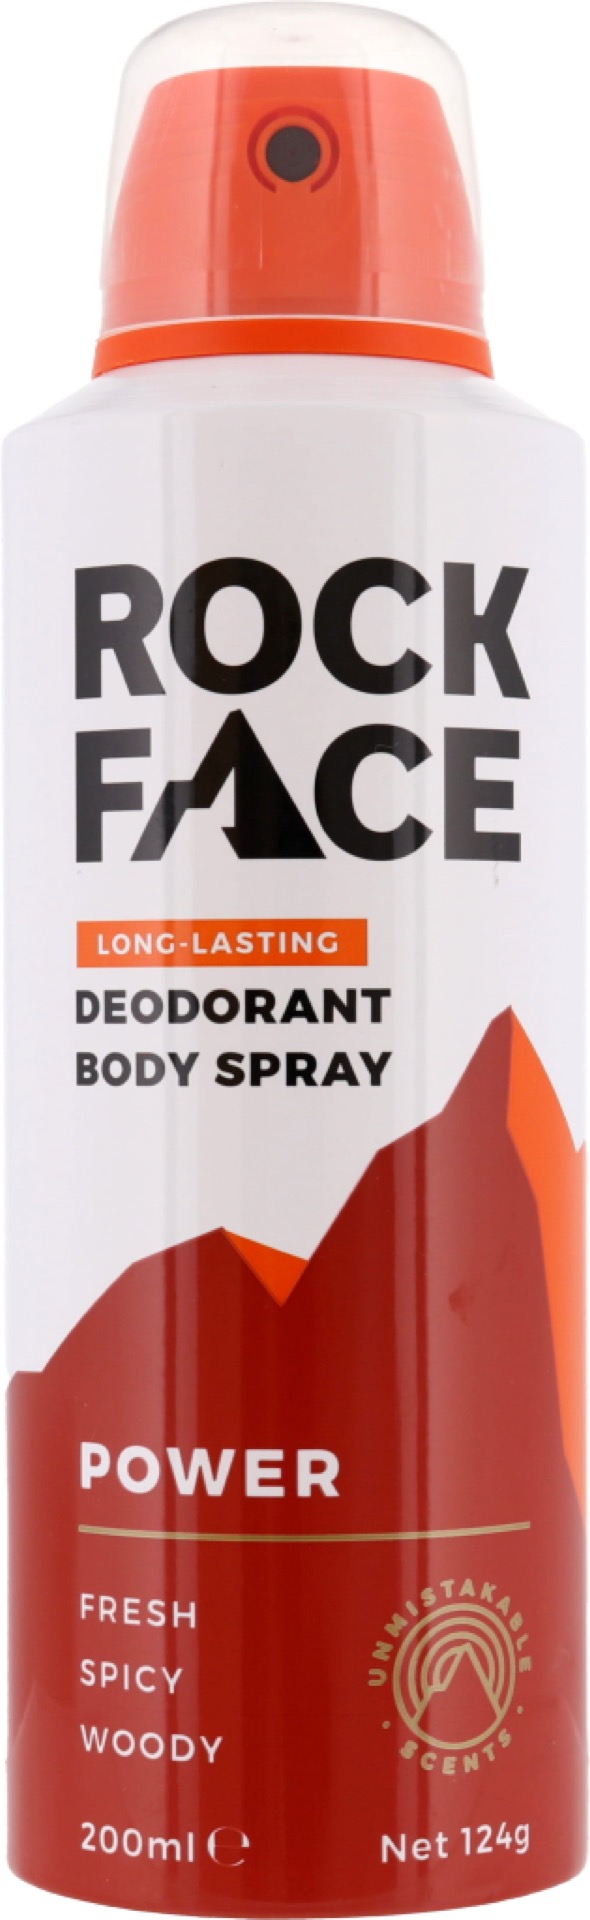 ROCK
FACE
LONG-LASTING
DEODORANT
BODY SPRAY
POWER
FRESH
SPICY
WOODY
UNMISTAKABLE
SCENTS
200ml ℮
Net 124g